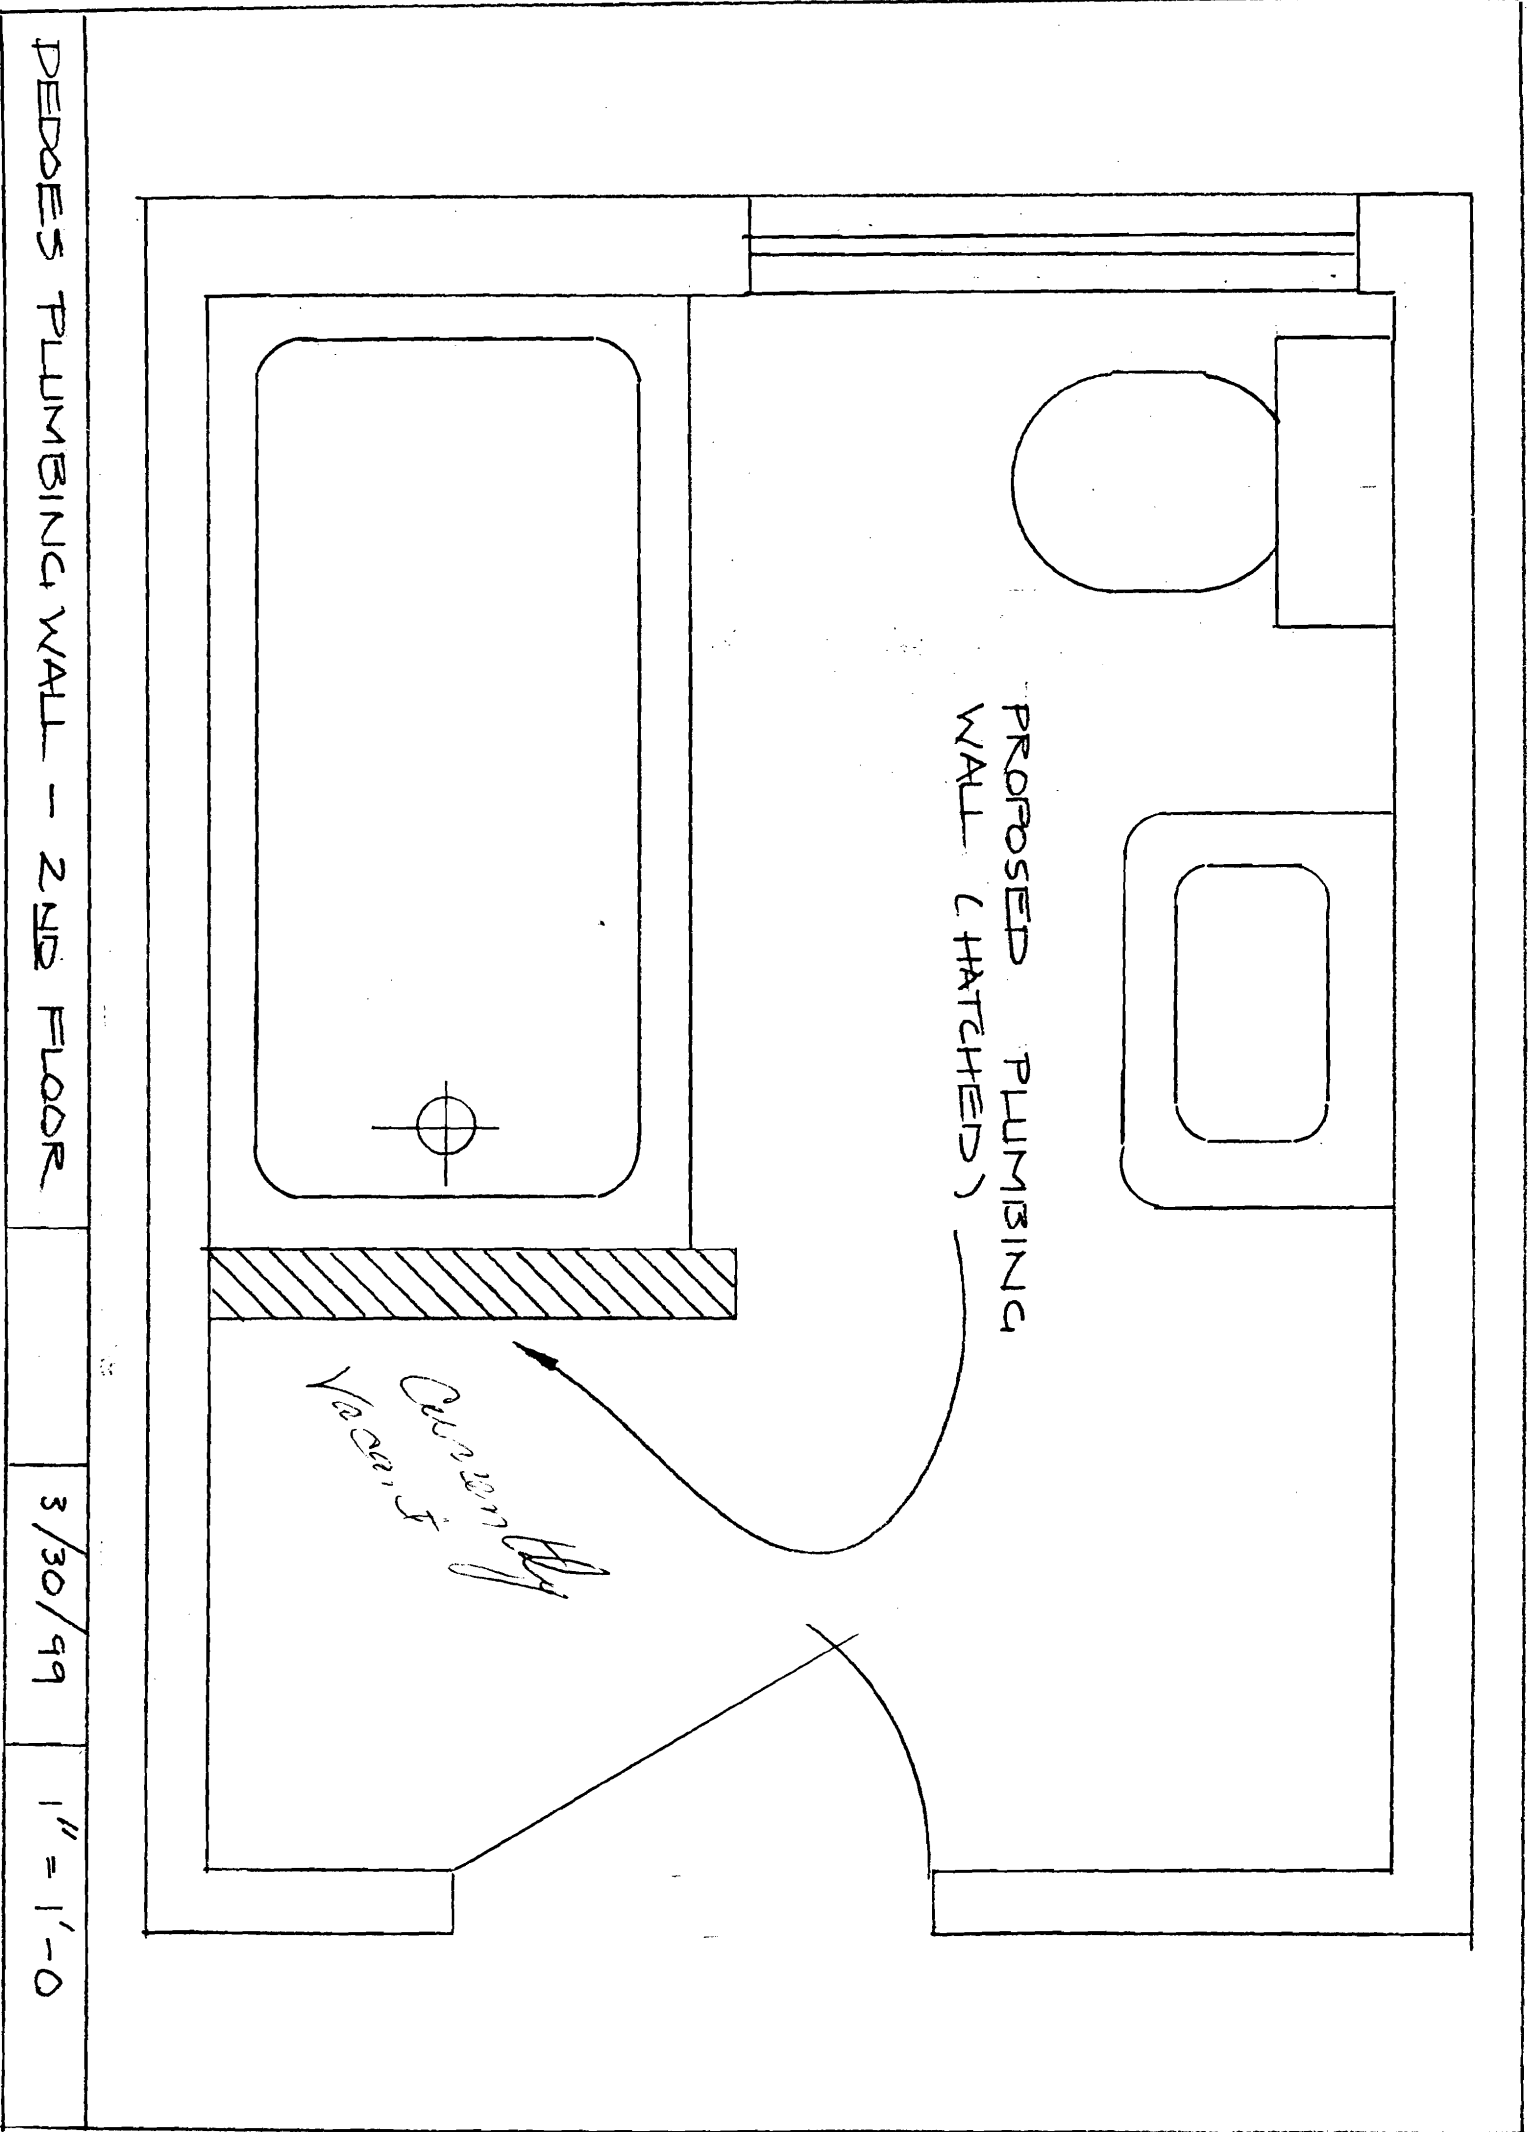 PROPOSED PLUMBING
WALL (HATCHED)
Currently
Vacant
DEDOES PLUMBING WALL - 2ND FLOOR
3/30/99
1" = 1'-0